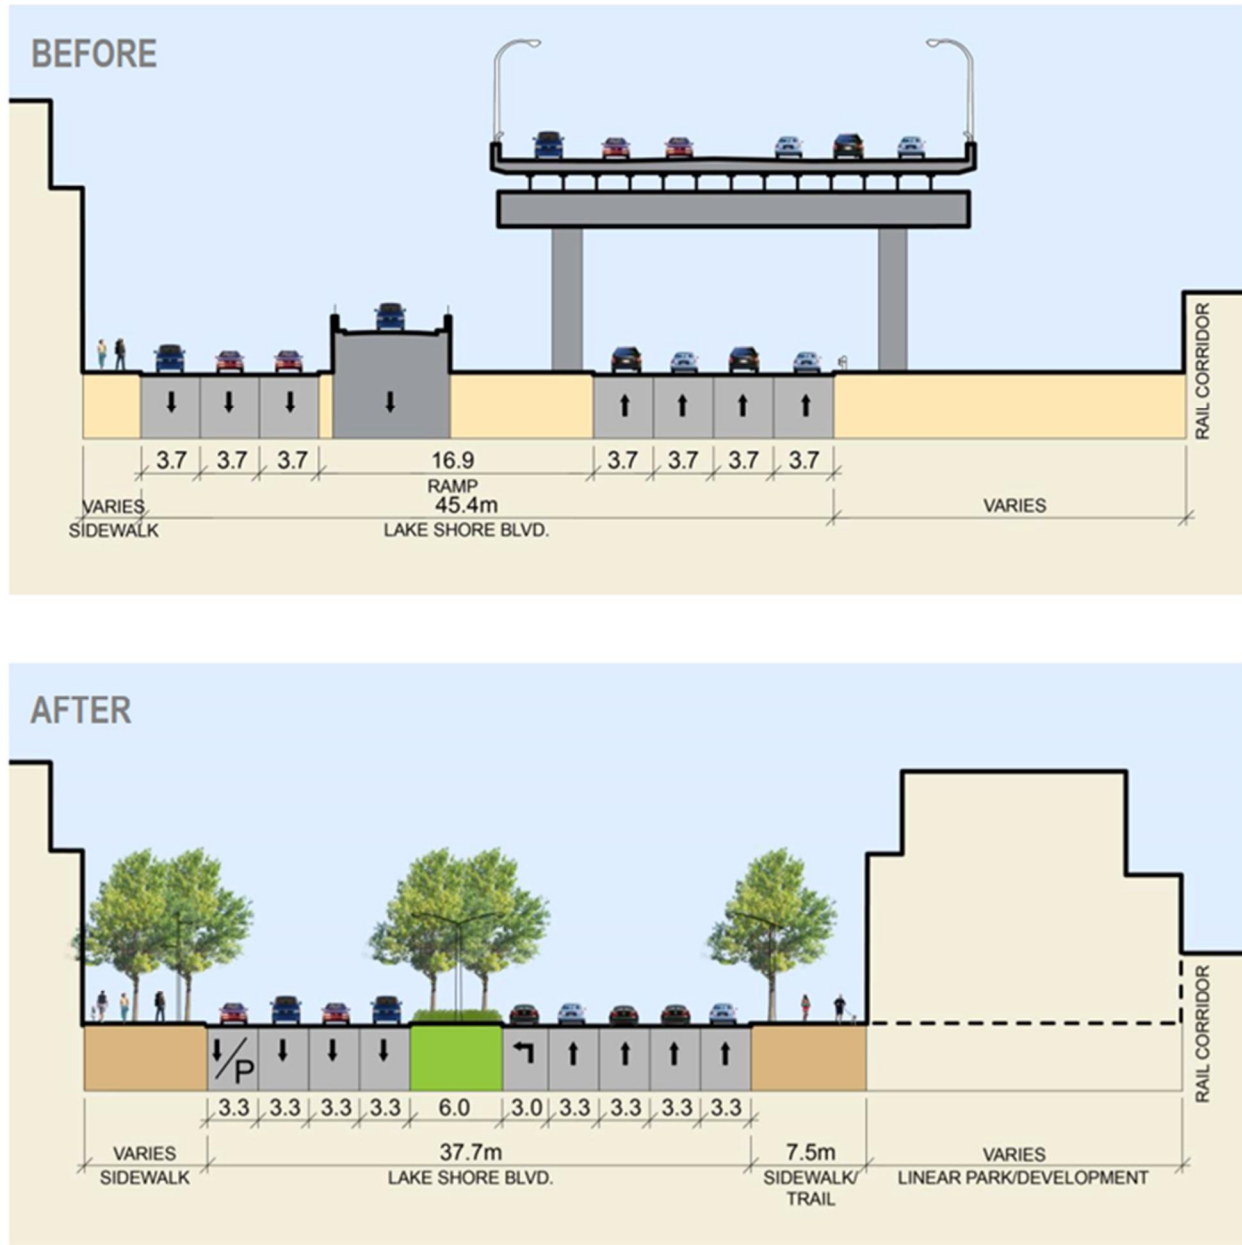 BEFORE
RAIL CORRIDOR
3.7 3.7 3.7 16.9 3.7 3.7 3.7 3.7
RAMP
VARIES 45.4m VARIES
SIDEWALK LAKE SHORE BLVD.
AFTER
P
RAIL CORRIDOR
3.3 3.3 3.3 3.3 6.0 3.0 3.3 3.3 3.3 3.3
VARIES 37.7m 7.5m VARIES
SIDEWALK LAKE SHORE BLVD. SIDEWALK/ LINEAR PARK/DEVELOPMENT
TRAIL